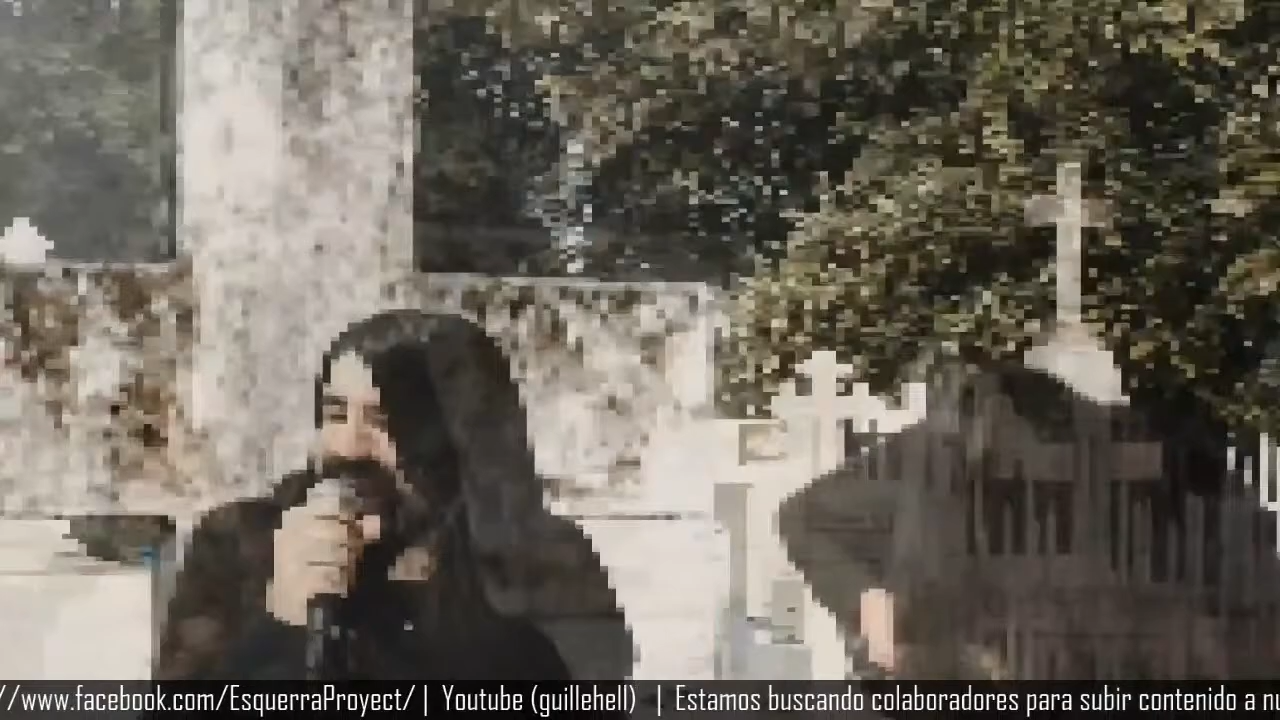 //www.facebook.com/EsquerraProyect/ | Youtube (guillehell) | Estamos buscando colaboradores para subir contenido a